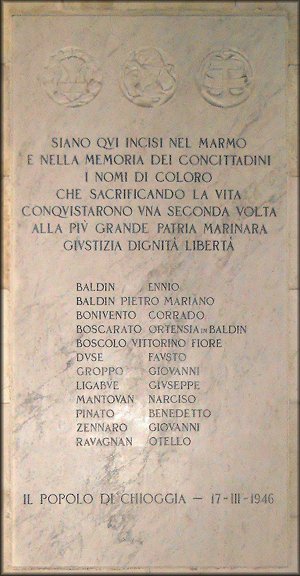 SIANO QVI INCISI NEL MARMO
E NELLA MEMORIA DEI CONCITTADINI
I NOMI DI COLORO
CHE SACRIFICANDO LA VITA
CONQVISTARONO VNA SECONDA VOLTA
ALLA PIÙ GRANDE PATRIA MARINARA
GIVSTIZIA DIGNITÁ LIBERTÁ
BALDIN ENNIO
BALDIN PIETRO MARIANO
BONIVENTO CORRADO
BOSCARATO ORTENSIA IN BALDIN
BOSCOLO VITTORINO FIORE
DVSE FAVSTO
GROPPO GIOVANNI
LIGABVE GIVSEPPE
MANTOVAN NARCISO
PINATO BENEDETTO
ZENNARO GIOVANNI
RAVAGNAN OTELLO
IL POPOLO DI CHIOGGIA – 17-III-1946